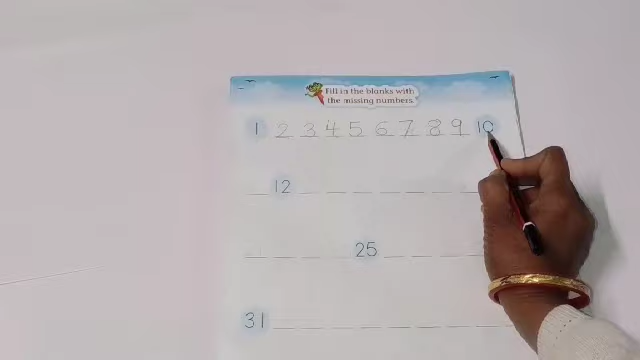 Fill in the blanks with
the missing numbers.
1 2 3 4 5 6 7 8 9 10
12
25
31